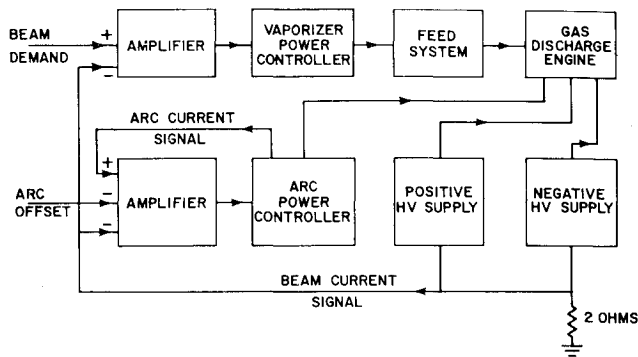 BEAM
DEMAND
+
−
AMPLIFIER
VAPORIZER
POWER
CONTROLLER
FEED
SYSTEM
GAS
DISCHARGE
ENGINE
ARC CURRENT
SIGNAL
ARC
OFFSET
+
−
−
AMPLIFIER
ARC
POWER
CONTROLLER
POSITIVE
HV SUPPLY
NEGATIVE
HV SUPPLY
BEAM CURRENT
SIGNAL
2 OHMS